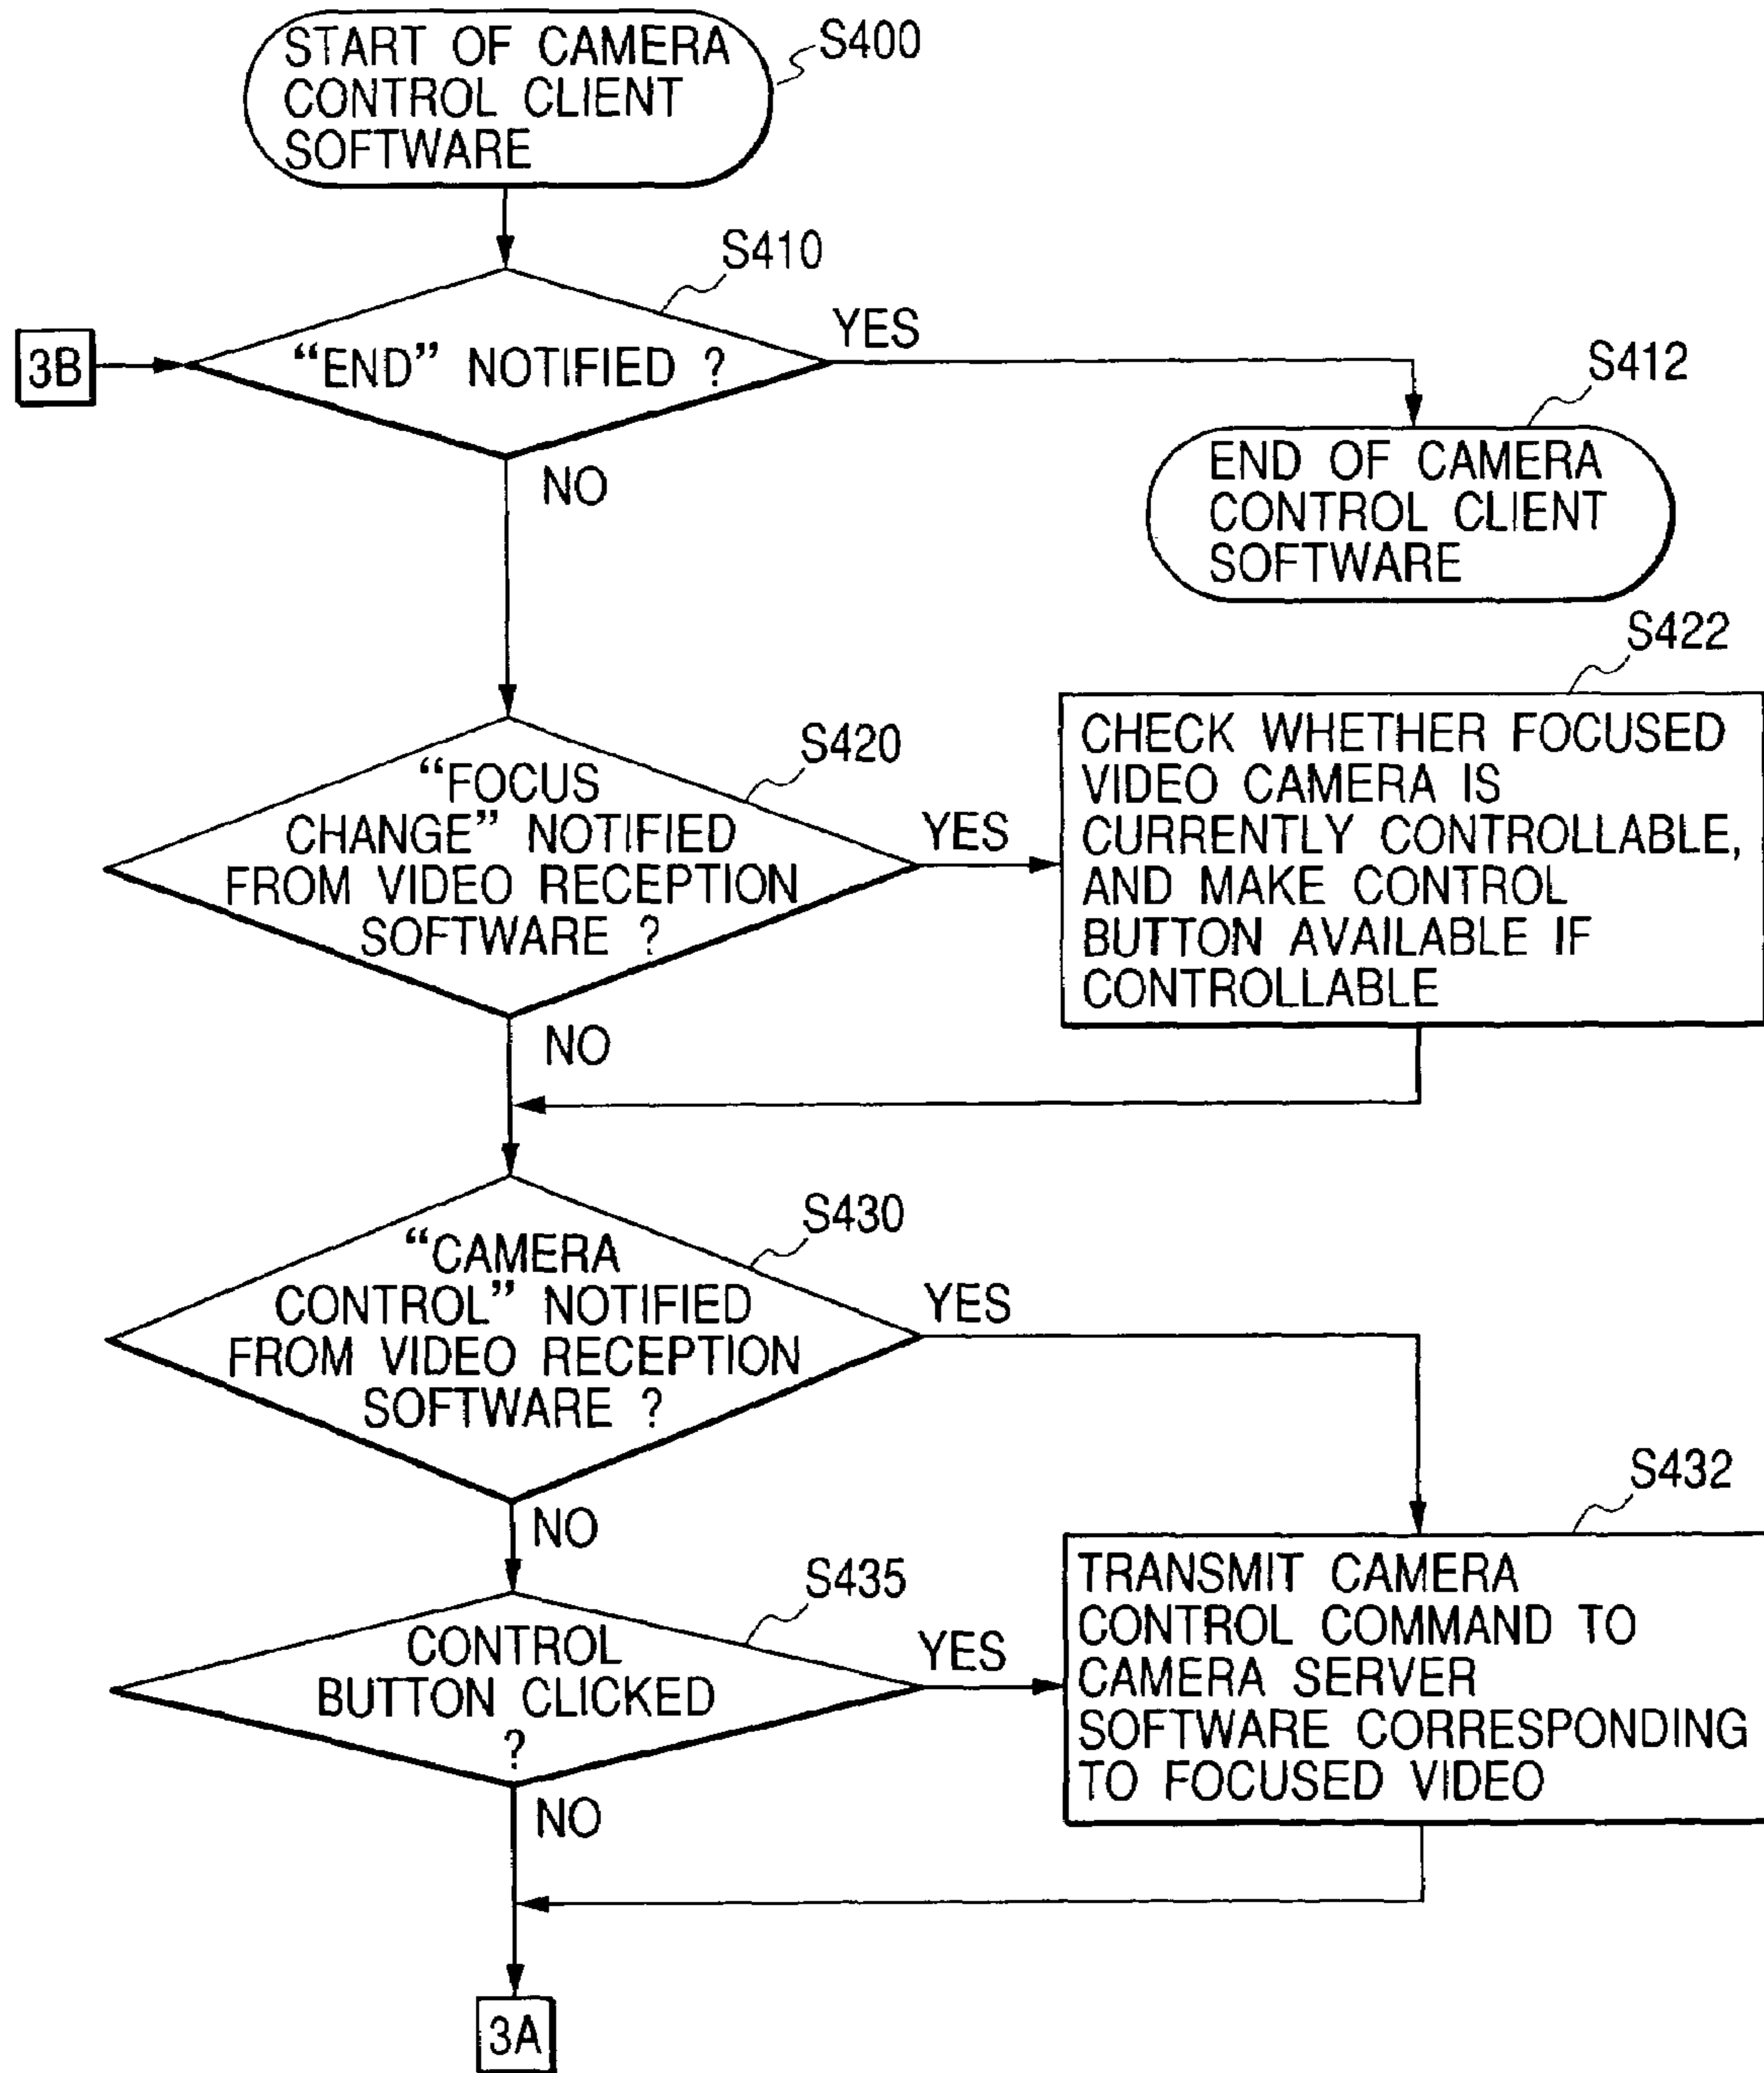 START OF CAMERA
CONTROL CLIENT
SOFTWARE
S400
S410
3B
“END” NOTIFIED ?
YES
NO
S412
END OF CAMERA
CONTROL CLIENT
SOFTWARE
S420
“FOCUS
CHANGE” NOTIFIED
FROM VIDEO RECEPTION
SOFTWARE ?
YES
NO
S422
CHECK WHETHER FOCUSED
VIDEO CAMERA IS
CURRENTLY CONTROLLABLE,
AND MAKE CONTROL
BUTTON AVAILABLE IF
CONTROLLABLE
S430
“CAMERA
CONTROL” NOTIFIED
FROM VIDEO RECEPTION
SOFTWARE ?
YES
NO
S432
TRANSMIT CAMERA
CONTROL COMMAND TO
CAMERA SERVER
SOFTWARE CORRESPONDING
TO FOCUSED VIDEO
S435
CONTROL
BUTTON CLICKED
?
YES
NO
3A